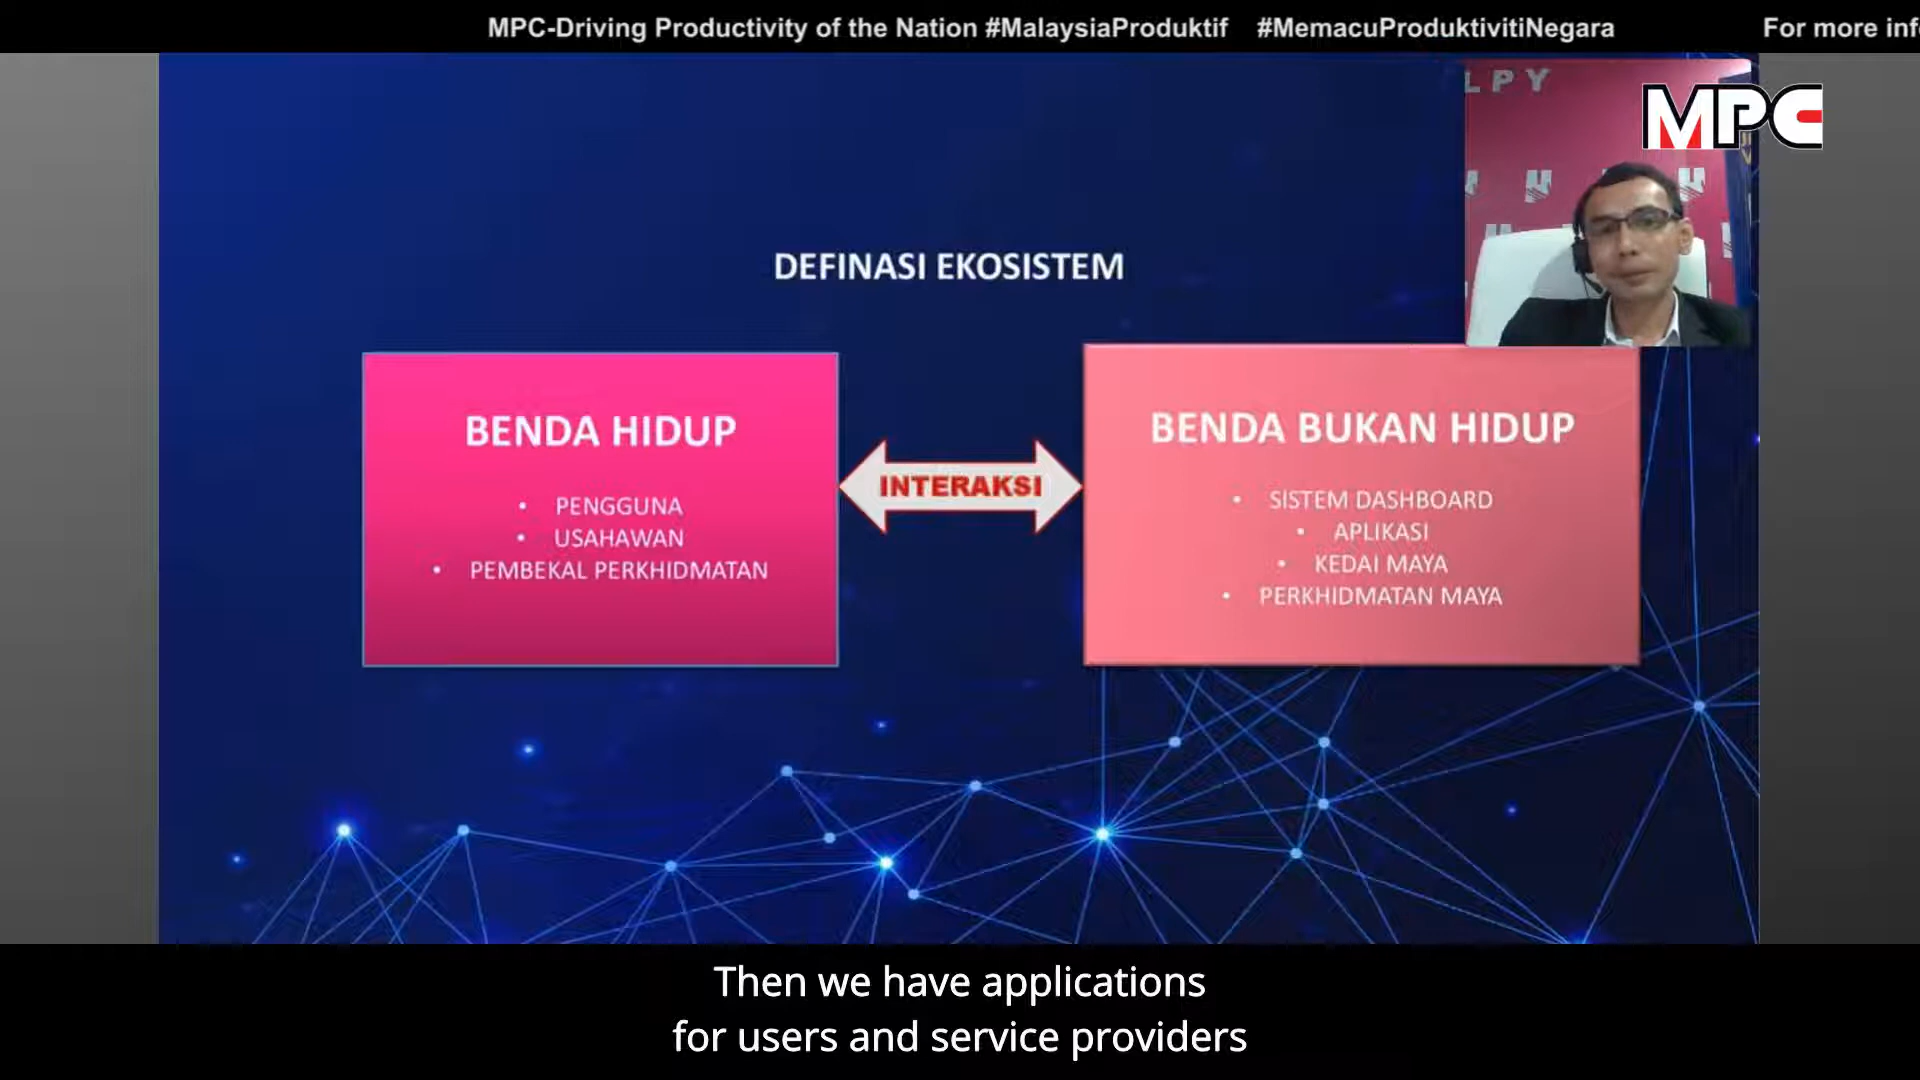 MPC-Driving Productivity of the Nation #MalaysiaProduktif #MemacuProduktivitiNegara For more
LPY
MPC
DEFINASI EKOSISTEM
BENDA HIDUP
• PENGGUNA
• USAHAWAN
• PEMBEKAL PERKHIDMATAN
INTERAKSI
BENDA BUKAN HIDUP
• SISTEM DASHBOARD
• APLIKASI
• KEDAI MAYA
• PERKHIDMATAN MAYA
Then we have applications
for users and service providers